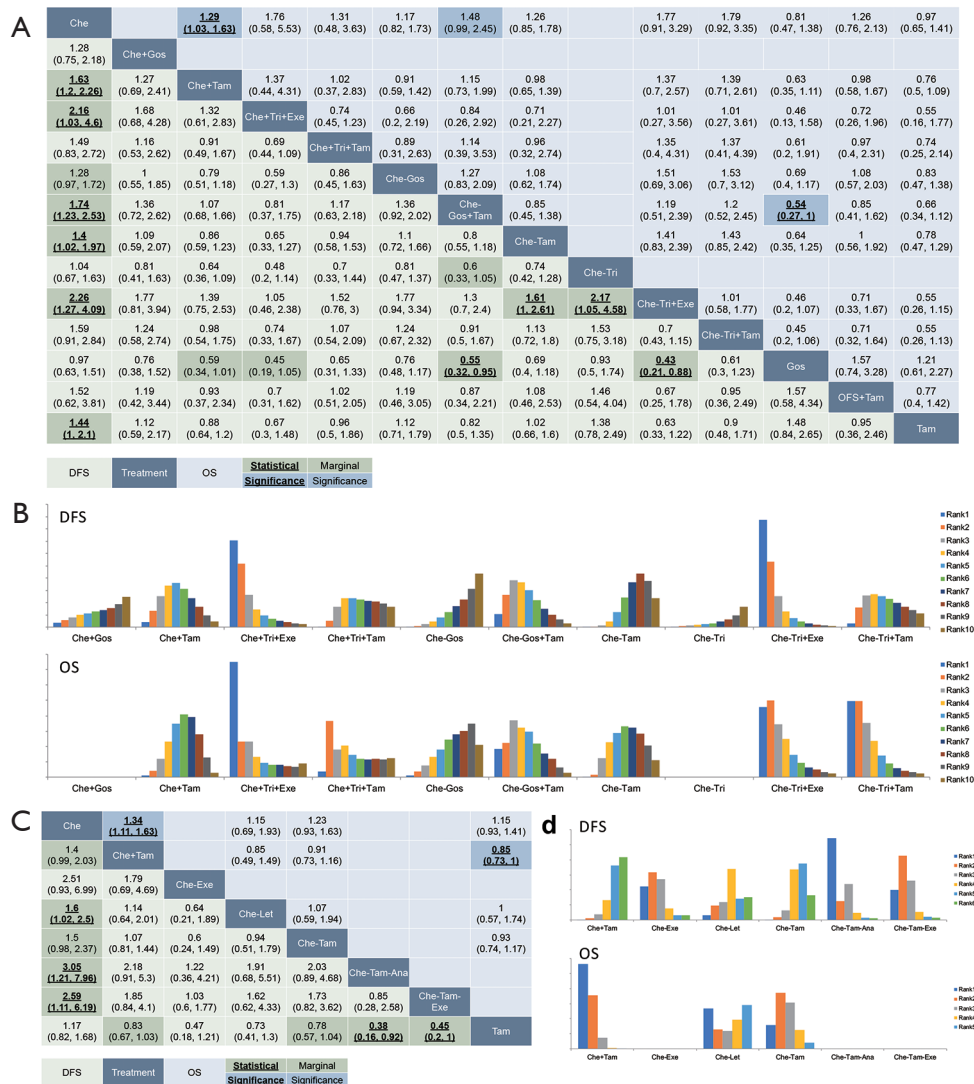 A
Che 1.29 1.76 1.31 1.17 1.48 1.26 1.77 1.79 0.81 1.26 0.97
(1.03, 1.63) (0.58, 5.53) (0.48, 3.63) (0.82, 1.73) (0.99, 2.45) (0.85, 1.78) (0.91, 3.29) (0.92, 3.35) (0.47, 1.38) (0.76, 2.13) (0.65, 1.41)
1.28 Che+Gos
(0.75, 2.18)
1.63 1.27 Che+Tam 1.37 1.02 0.91 1.15 0.98 1.37 1.39 0.63 0.98 0.76
(1.2, 2.26) (0.69, 2.41) (0.44, 4.31) (0.37, 2.83) (0.59, 1.42) (0.73, 1.99) (0.65, 1.39) (0.7, 2.57) (0.71, 2.61) (0.35, 1.11) (0.58, 1.67) (0.5, 1.09)
2.16 1.68 1.32 Che+Tri+Exe 0.74 0.66 0.84 0.71 1.01 1.01 0.46 0.72 0.55
(1.03, 4.6) (0.68, 4.28) (0.61, 2.83) (0.45, 1.23) (0.2, 2.19) (0.26, 2.92) (0.21, 2.27) (0.27, 3.56) (0.27, 3.61) (0.13, 1.58) (0.26, 1.96) (0.16, 1.77)
1.49 1.16 0.91 0.69 Che+Tri+Tam 0.89 1.14 0.96 1.35 1.37 0.61 0.97 0.74
(0.83, 2.72) (0.53, 2.62) (0.49, 1.67) (0.44, 1.09) (0.31, 2.63) (0.39, 3.53) (0.32, 2.74) (0.4, 4.31) (0.41, 4.39) (0.2, 1.91) (0.4, 2.31) (0.25, 2.14)
1.28 1 0.79 0.59 0.86 Che-Gos 1.27 1.08 1.51 1.53 0.69 1.08 0.83
(0.97, 1.72) (0.55, 1.85) (0.51, 1.18) (0.27, 1.3) (0.45, 1.63) (0.83, 2.09) (0.62, 1.74) (0.69, 3.06) (0.7, 3.12) (0.4, 1.17) (0.57, 2.03) (0.47, 1.38)
1.74 1.36 1.07 0.81 1.17 1.36 Che-Gos+Tam 0.85 1.19 1.2 0.54 0.85 0.66
(1.23, 2.53) (0.72, 2.62) (0.68, 1.66) (0.37, 1.75) (0.63, 2.18) (0.92, 2.02) (0.45, 1.38) (0.51, 2.39) (0.52, 2.45) (0.27, 1) (0.41, 1.62) (0.34, 1.12)
1.4 1.09 0.86 0.65 0.94 1.1 0.8 Che-Tam 1.41 1.43 0.64 1 0.78
(1.02, 1.97) (0.59, 2.07) (0.59, 1.23) (0.33, 1.27) (0.58, 1.53) (0.72, 1.66) (0.55, 1.18) (0.83, 2.39) (0.85, 2.42) (0.35, 1.25) (0.56, 1.92) (0.47, 1.29)
1.04 0.81 0.64 0.48 0.7 0.81 0.6 0.74 Che-Tri
(0.67, 1.63) (0.41, 1.63) (0.36, 1.09) (0.2, 1.14) (0.33, 1.44) (0.47, 1.37) (0.33, 1.05) (0.42, 1.28)
2.26 1.77 1.39 1.05 1.52 1.77 1.3 1.61 2.17 Che-Tri+Exe 1.01 0.46 0.71 0.55
(1.27, 4.09) (0.81, 3.94) (0.75, 2.53) (0.46, 2.38) (0.76, 3) (0.94, 3.34) (0.7, 2.4) (1, 2.61) (1.05, 4.58) (0.58, 1.77) (0.2, 1.07) (0.33, 1.67) (0.26, 1.15)
1.59 1.24 0.98 0.74 1.07 1.24 0.91 1.13 1.53 0.7 Che-Tri+Tam 0.45 0.71 0.55
(0.91, 2.84) (0.58, 2.74) (0.54, 1.75) (0.33, 1.67) (0.54, 2.09) (0.67, 2.32) (0.5, 1.67) (0.72, 1.8) (0.75, 3.18) (0.43, 1.15) (0.2, 1.06) (0.32, 1.64) (0.26, 1.13)
0.97 0.76 0.59 0.45 0.65 0.76 0.55 0.69 0.93 0.43 0.61 Gos 1.57 1.21
(0.63, 1.51) (0.38, 1.52) (0.34, 1.01) (0.19, 1.05) (0.31, 1.33) (0.48, 1.17) (0.32, 0.95) (0.4, 1.18) (0.5, 1.74) (0.21, 0.88) (0.3, 1.23) (0.74, 3.28) (0.61, 2.27)
1.52 1.19 0.93 0.7 1.02 1.19 0.87 1.08 1.46 0.67 0.95 1.57 OFS+Tam 0.77
(0.62, 3.81) (0.42, 3.44) (0.37, 2.34) (0.31, 1.62) (0.51, 2.05) (0.46, 3.05) (0.34, 2.21) (0.46, 2.53) (0.54, 4.04) (0.25, 1.78) (0.36, 2.49) (0.58, 4.34) (0.4, 1.42)
1.44 1.12 0.88 0.67 0.96 1.12 0.82 1.02 1.38 0.63 0.9 1.48 0.95 Tam
(1, 2.1) (0.59, 2.17) (0.64, 1.2) (0.3, 1.48) (0.5, 1.86) (0.71, 1.79) (0.5, 1.35) (0.66, 1.6) (0.78, 2.49) (0.33, 1.22) (0.48, 1.71) (0.84, 2.65) (0.36, 2.46)
DFS Treatment OS Statistical Significance Marginal Significance
B
DFS
Rank1
Rank2
Rank3
Rank4
Rank5
Rank6
Rank7
Rank8
Rank9
Rank10
Che+Gos Che+Tam Che+Tri+Exe Che+Tri+Tam Che-Gos Che-Gos+Tam Che-Tam Che-Tri Che-Tri+Exe Che-Tri+Tam
OS
Rank1
Rank2
Rank3
Rank4
Rank5
Rank6
Rank7
Rank8
Rank9
Rank10
Che+Gos Che+Tam Che+Tri+Exe Che+Tri+Tam Che-Gos Che-Gos+Tam Che-Tam Che-Tri Che-Tri+Exe Che-Tri+Tam
C
Che 1.34 1.15 1.23 1.15
(1.11, 1.63) (0.69, 1.93) (0.93, 1.63) (0.93, 1.41)
1.4 Che+Tam 0.85 0.91 0.85
(0.99, 2.03) (0.49, 1.49) (0.73, 1.16) (0.73, 1)
2.51 1.79 Che-Exe
(0.93, 6.99) (0.69, 4.69)
1.6 1.14 0.64 Che-Let 1.07 1
(1.02, 2.5) (0.64, 2.01) (0.21, 1.89) (0.59, 1.94) (0.57, 1.74)
1.5 1.07 0.6 0.94 Che-Tam 0.93
(0.98, 2.37) (0.81, 1.44) (0.24, 1.49) (0.51, 1.79) (0.74, 1.17)
3.05 2.18 1.22 1.91 2.03 Che-Tam-Ana
(1.21, 7.96) (0.91, 5.3) (0.36, 4.21) (0.68, 5.51) (0.89, 4.68)
2.59 1.85 1.03 1.62 1.73 0.85 Che-Tam-Exe
(1.11, 6.19) (0.84, 4.1) (0.6, 1.77) (0.62, 4.33) (0.82, 3.62) (0.28, 2.58)
1.17 0.83 0.47 0.73 0.78 0.38 0.45 Tam
(0.82, 1.68) (0.67, 1.03) (0.18, 1.21) (0.41, 1.3) (0.57, 1.04) (0.16, 0.92) (0.2, 1)
DFS Treatment OS Statistical Significance Marginal Significance
d
DFS
Rank1
Rank2
Rank3
Rank4
Rank5
Rank6
Che+Tam Che-Exe Che-Let Che-Tam Che-Tam-Ana Che-Tam-Exe
OS
Rank1
Rank2
Rank3
Rank4
Rank5
Che+Tam Che-Exe Che-Let Che-Tam Che-Tam-Ana Che-Tam-Exe